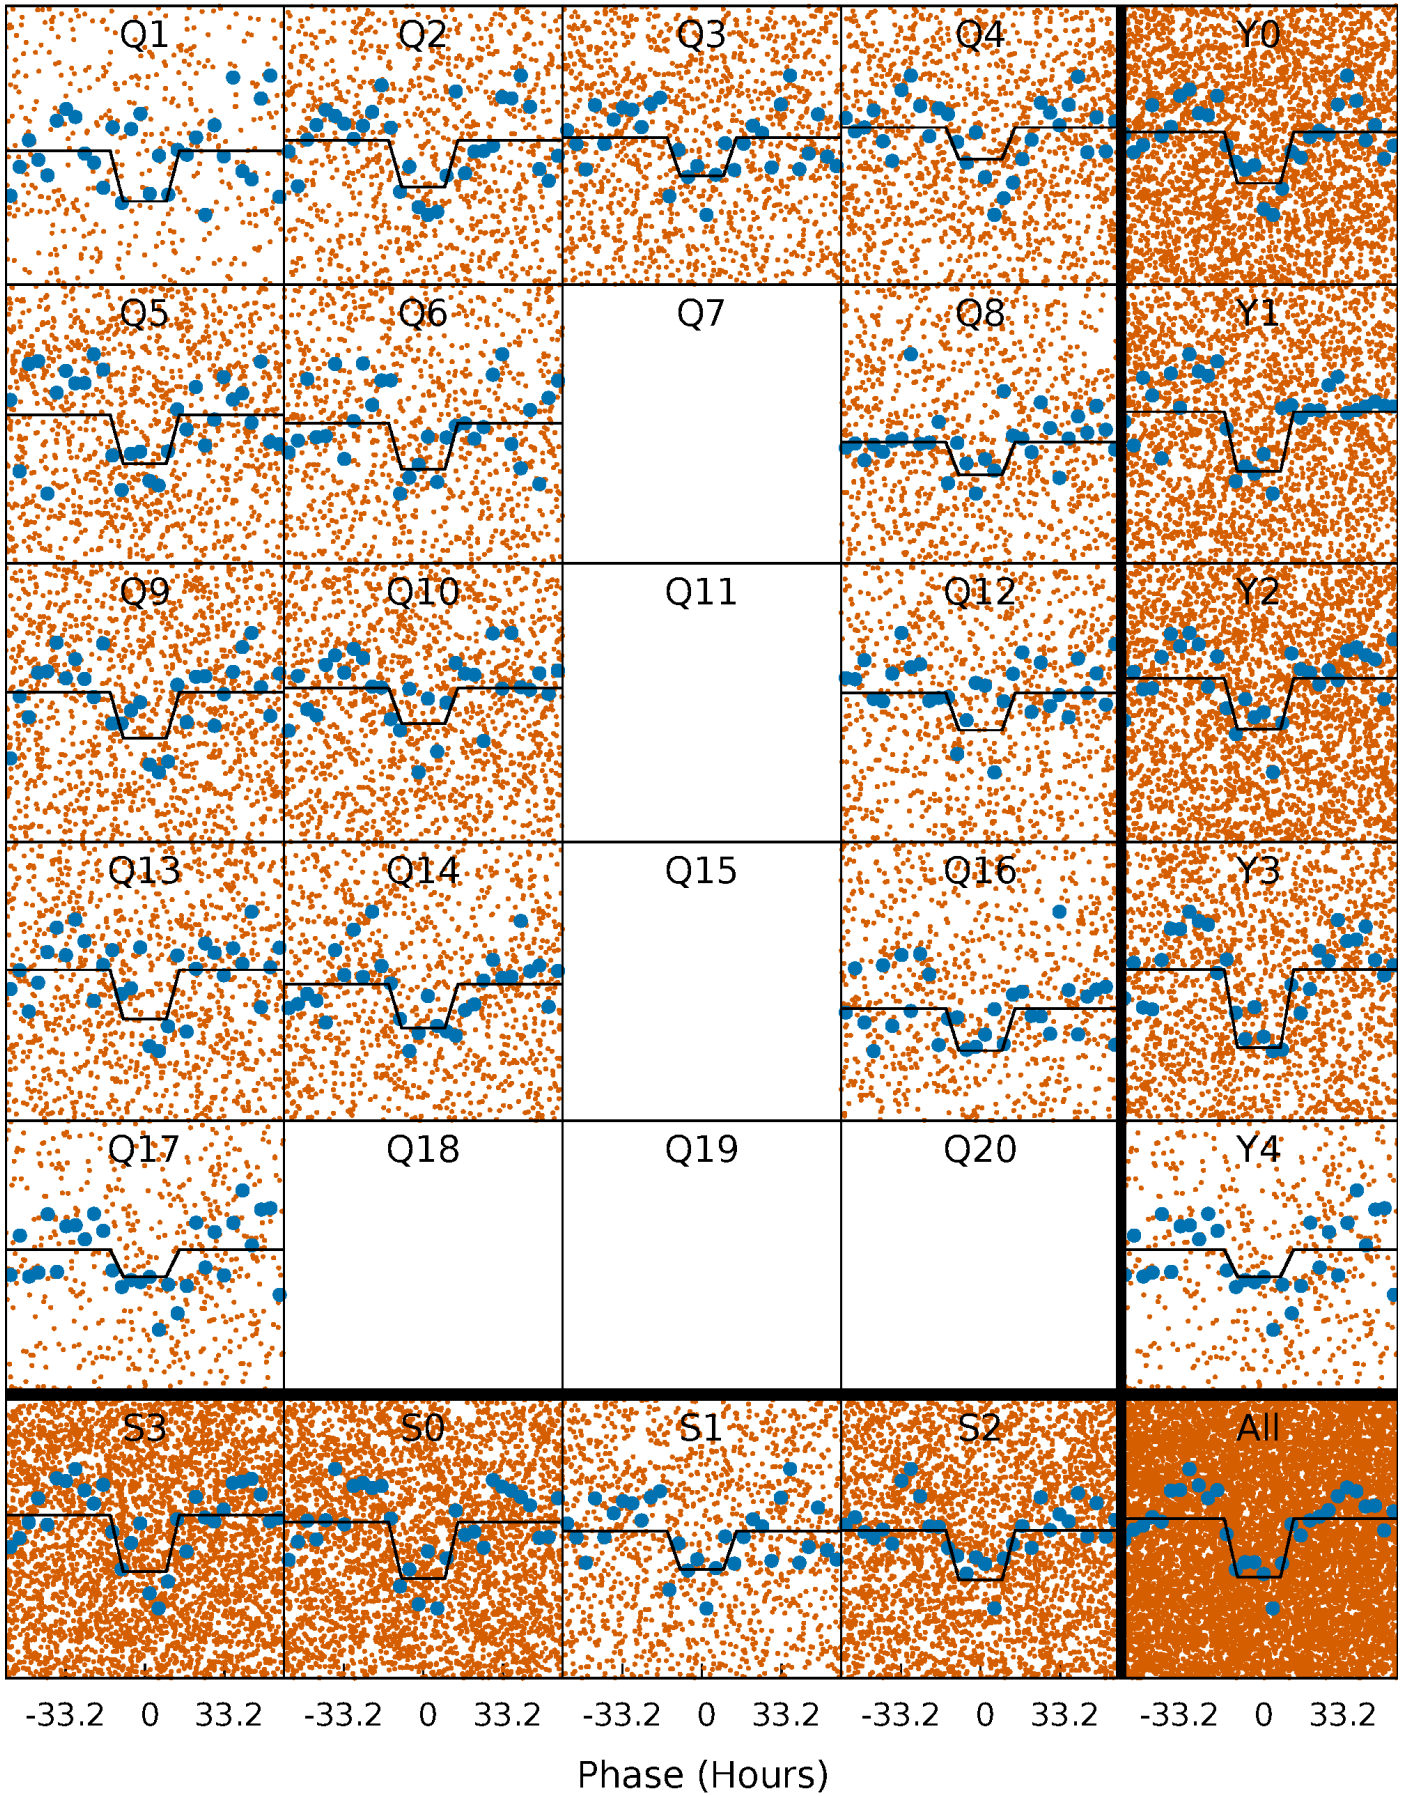 Q1 Q2 Q3 Q4 Y0
Q5 Q6 Q7 Q8 Y1
Q9 Q10 Q11 Q12 Y2
Q13 Q14 Q15 Q16 Y3
Q17 Q18 Q19 Q20 Y4
S3 S0 S1 S2 All
-33.2 0 33.2 -33.2 0 33.2 -33.2 0 33.2 -33.2 0 33.2 -33.2 0 33.2
Phase (Hours)